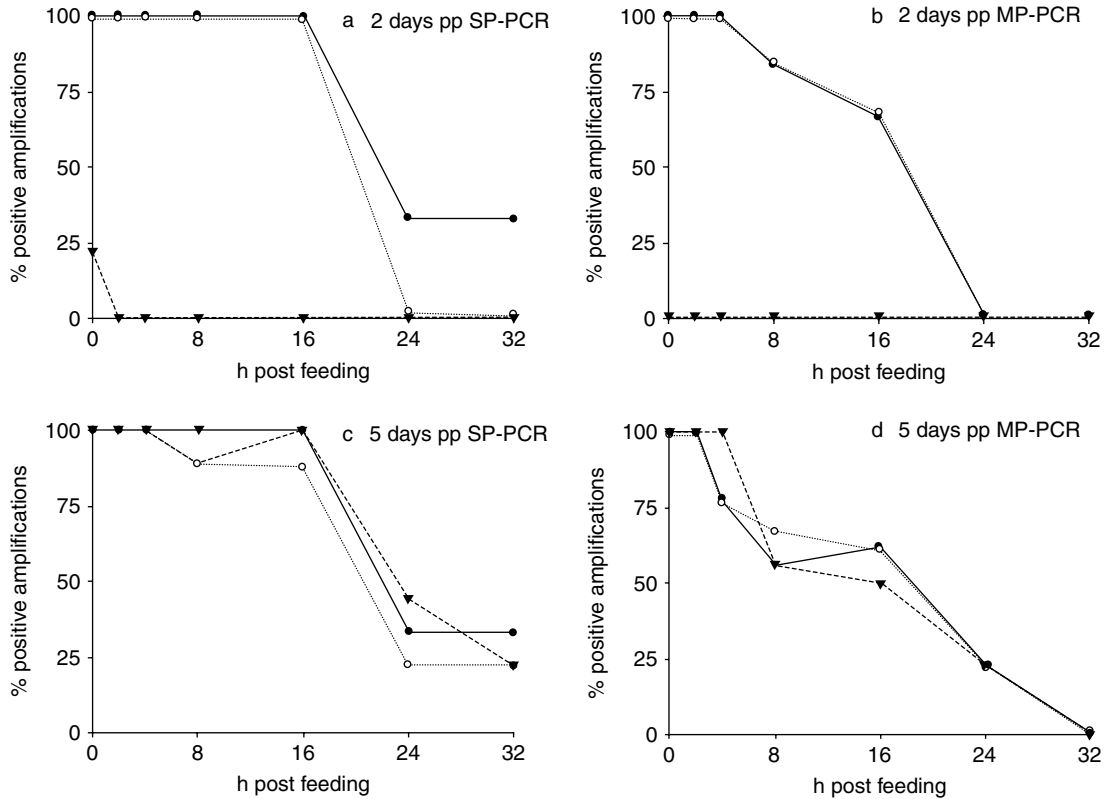 a 2 days pp SP-PCR
% positive amplifications
100
75
50
25
0
0 8 16 24 32
h post feeding
b 2 days pp MP-PCR
% positive amplifications
100
75
50
25
0
0 8 16 24 32
h post feeding
c 5 days pp SP-PCR
% positive amplifications
100
75
50
25
0
0 8 16 24 32
h post feeding
d 5 days pp MP-PCR
% positive amplifications
100
75
50
25
0
0 8 16 24 32
h post feeding